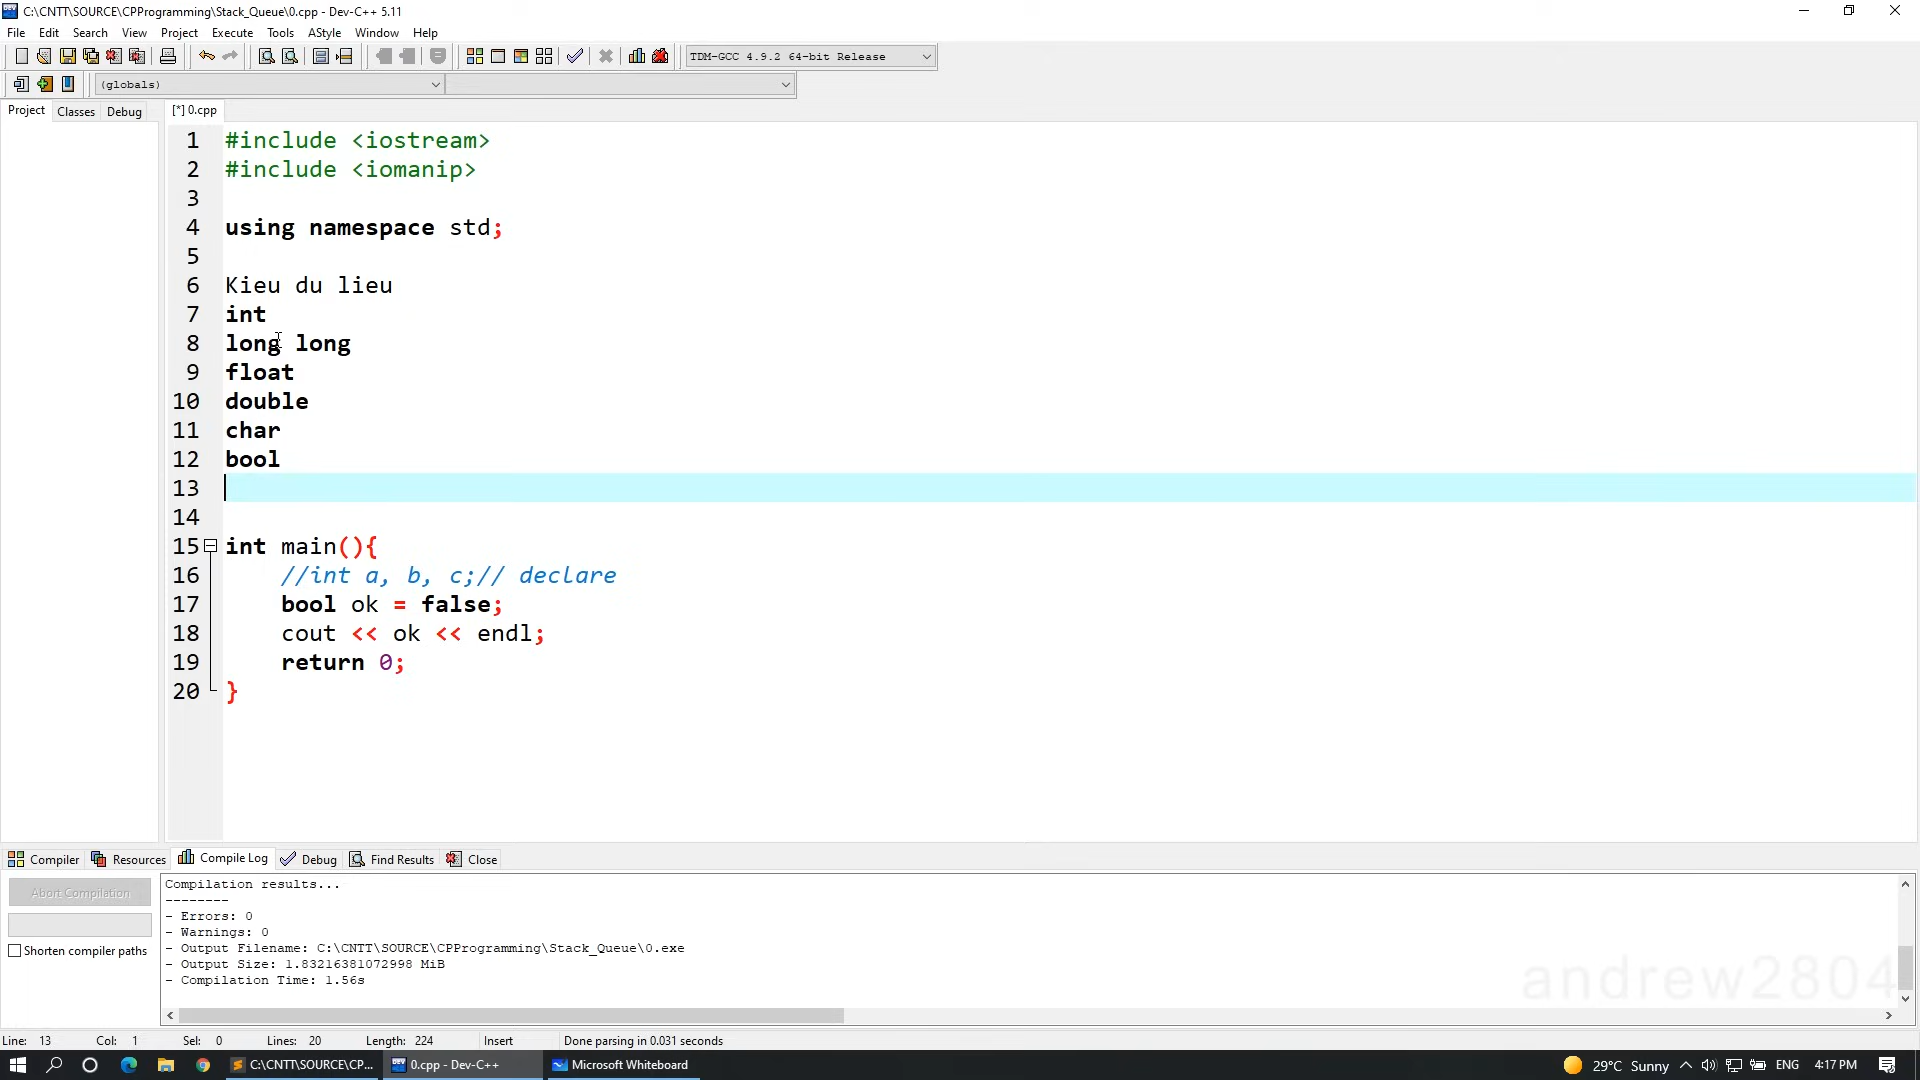 C:\CNTT\SOURCE\CPProgramming\Stack_Queue\0.cpp - Dev-C++ 5.11
File Edit Search View Project Execute Tools AStyle Window Help
TDM-GCC 4.9.2 64-bit Release
(globals)
Project Classes Debug [*] 0.cpp
1 #include <iostream>
2 #include <iomanip>
3
4 using namespace std;
5
6 Kieu du lieu
7 int
8 long long
9 float
10 double
11 char
12 bool
13
14
15 int main(){
16 //int a, b, c;// declare
17 bool ok = false;
18 cout << ok << endl;
19 return 0;
20 }
Compiler Resources Compile Log Debug Find Results Close
Abort Compilation
Shorten compiler paths
Compilation results...
--------
- Errors: 0
- Warnings: 0
- Output Filename: C:\CNTT\SOURCE\CPProgramming\Stack_Queue\0.exe
- Output Size: 1.83216381072998 MiB
- Compilation Time: 1.56s
andrew2804
Line: 13 Col: 1 Sel: 0 Lines: 20 Length: 224 Insert Done parsing in 0.031 seconds
C:\CNTT\SOURCE\CP... 0.cpp - Dev-C++ Microsoft Whiteboard 29°C Sunny ENG 4:17 PM